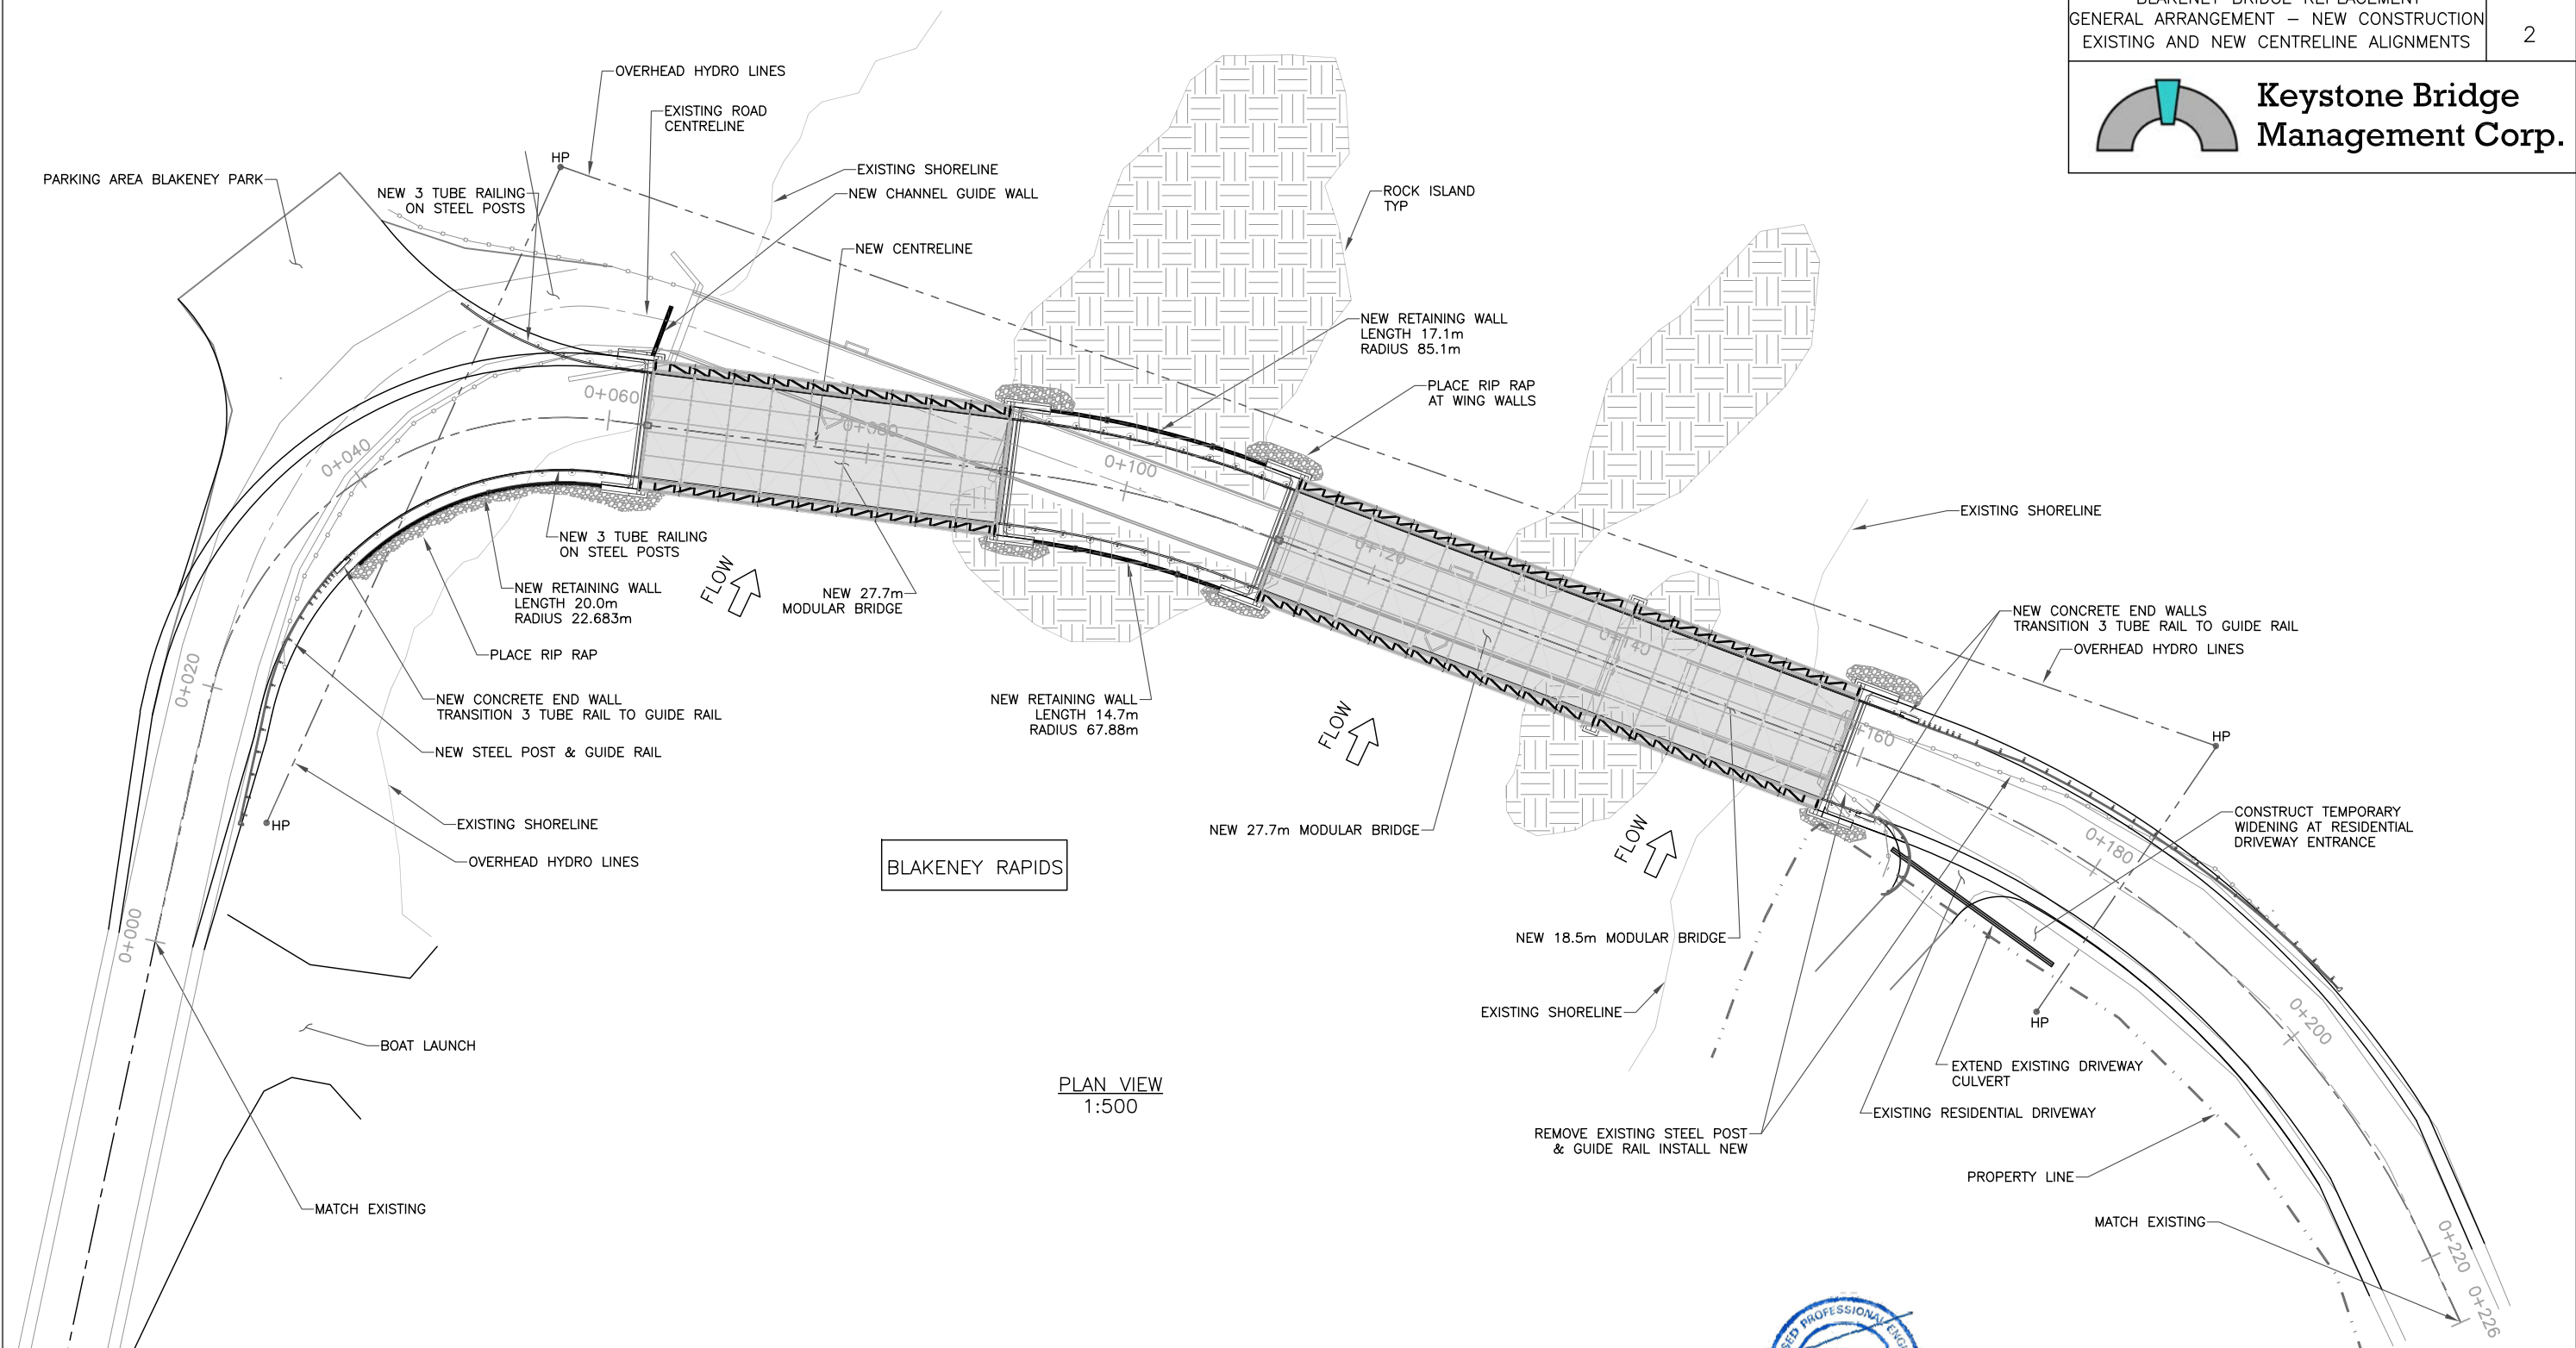 BLAKENEY BRIDGE REPLACEMENT
GENERAL ARRANGEMENT – NEW CONSTRUCTION
EXISTING AND NEW CENTRELINE ALIGNMENTS
2
Keystone Bridge
Management Corp.
OVERHEAD HYDRO LINES
EXISTING ROAD
CENTRELINE
HP
PARKING AREA BLAKENEY PARK
NEW 3 TUBE RAILING
ON STEEL POSTS
EXISTING SHORELINE
NEW CHANNEL GUIDE WALL
NEW CENTRELINE
ROCK ISLAND
TYP
NEW RETAINING WALL
LENGTH 17.1m
RADIUS 85.1m
PLACE RIP RAP
AT WING WALLS
0+060
0+080
0+040
0+100
EXISTING SHORELINE
NEW 3 TUBE RAILING
ON STEEL POSTS
0+120
NEW RETAINING WALL
LENGTH 20.0m
RADIUS 22.683m
FLOW
NEW 27.7m
MODULAR BRIDGE
NEW CONCRETE END WALLS
TRANSITION 3 TUBE RAIL TO GUIDE RAIL
OVERHEAD HYDRO LINES
0+140
PLACE RIP RAP
0+020
NEW CONCRETE END WALL
TRANSITION 3 TUBE RAIL TO GUIDE RAIL
NEW RETAINING WALL
LENGTH 14.7m
RADIUS 67.88m
FLOW
NEW STEEL POST & GUIDE RAIL
+160
HP
EXISTING SHORELINE
HP
NEW 27.7m MODULAR BRIDGE
FLOW
CONSTRUCT TEMPORARY
WIDENING AT RESIDENTIAL
DRIVEWAY ENTRANCE
0+180
OVERHEAD HYDRO LINES
BLAKENEY RAPIDS
0+000
NEW 18.5m MODULAR BRIDGE
EXISTING SHORELINE
HP
0+200
BOAT LAUNCH
EXTEND EXISTING DRIVEWAY
CULVERT
PLAN VIEW
1:500
EXISTING RESIDENTIAL DRIVEWAY
REMOVE EXISTING STEEL POST
& GUIDE RAIL INSTALL NEW
PROPERTY LINE
MATCH EXISTING
MATCH EXISTING
0+220
0+226
PROFESSIONAL